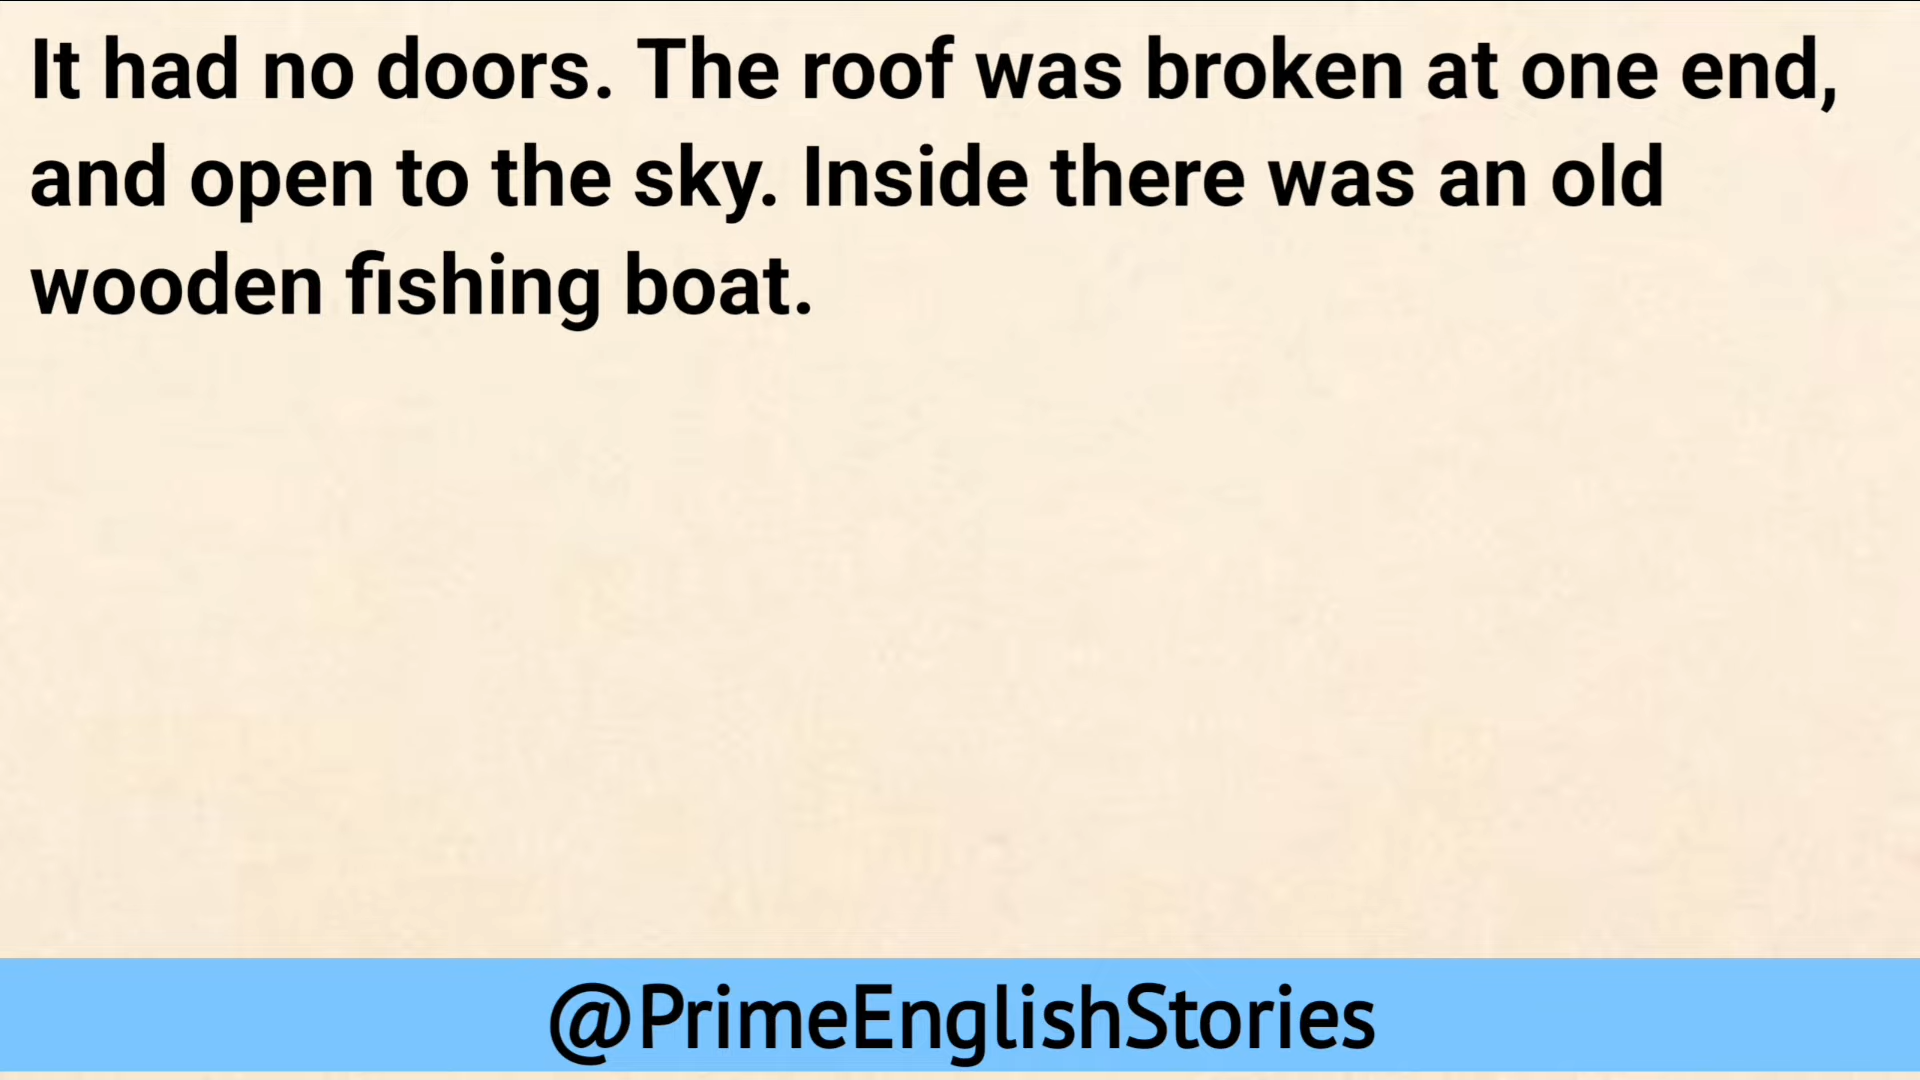 It had no doors. The roof was broken at one end,
and open to the sky. Inside there was an old
wooden fishing boat.
@PrimeEnglishStories